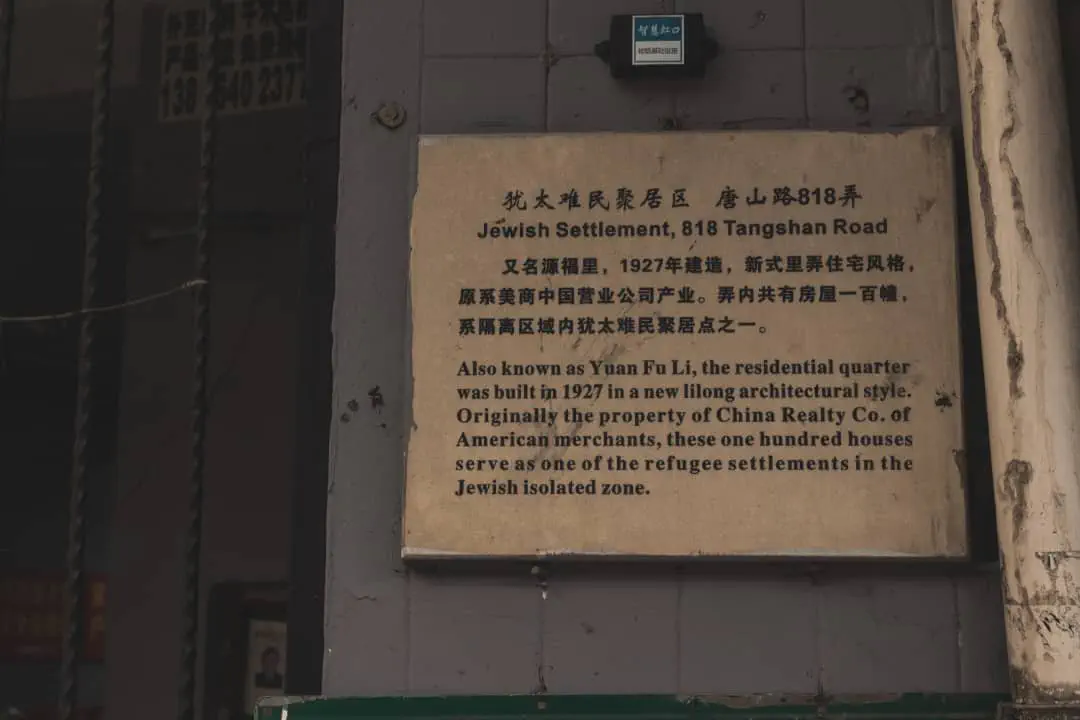 智慧虹口
犹太难民聚居区 唐山路818弄
Jewish Settlement, 818 Tangshan Road
又名源福里，1927年建造，新式里弄住宅风格，
原系美商中国营业公司产业。弄内共有房屋一百幢，
系隔离区域内犹太难民聚居点之一。
Also known as Yuan Fu Li, the residential quarter
was built in 1927 in a new lilong architectural style.
Originally the property of China Realty Co. of
American merchants, these one hundred houses
serve as one of the refugee settlements in the
Jewish isolated zone.